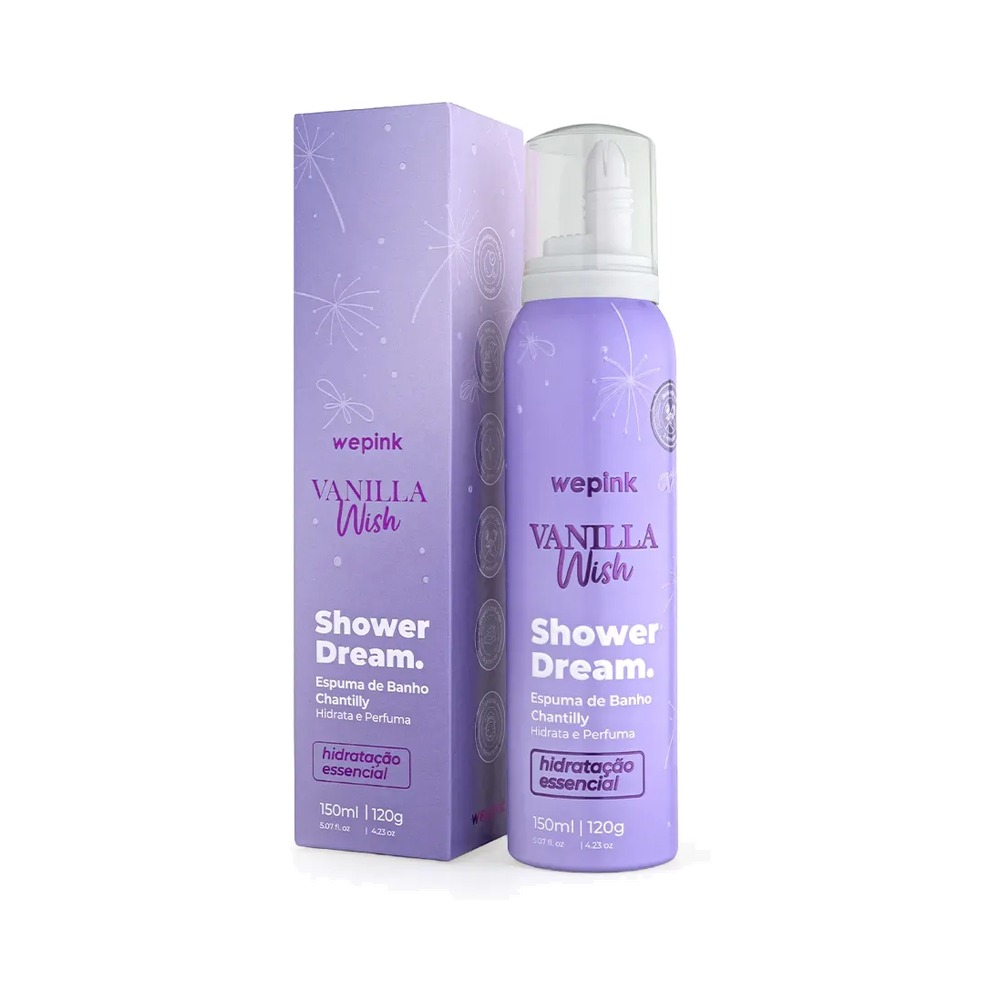 wepink
VANILLA
Wish
Shower
Dream.
Espuma de Banho
Chantilly
Hidrata e Perfuma
hidratação
essencial
150ml | 120g
5.07 fl. oz | 4.23 oz
wepink
VANILLA
Wish
Shower
Dream.
Espuma de Banho
Chantilly
Hidrata e Perfuma
hidratação
essencial
150ml | 120g
5.07 fl. oz | 4.23 oz